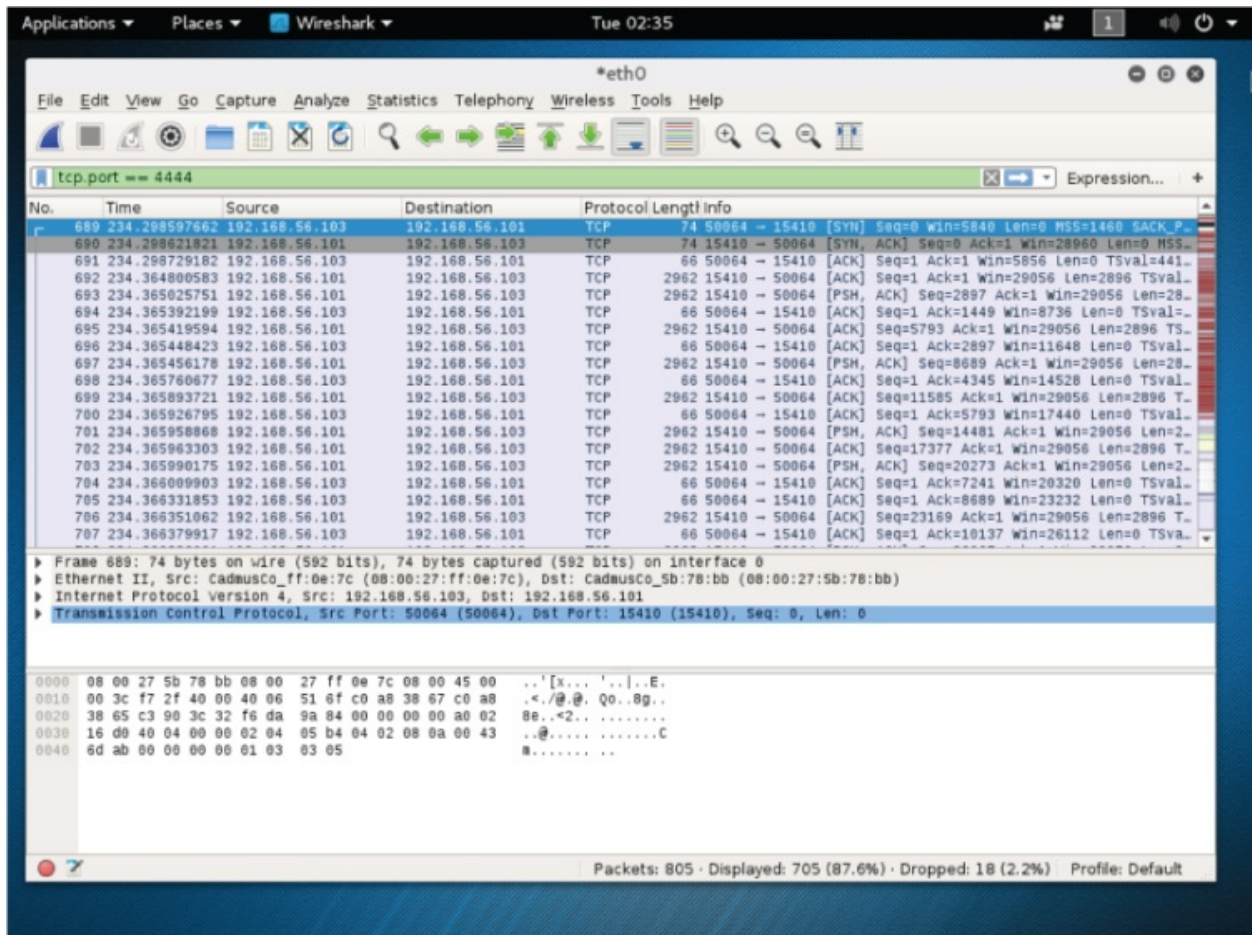 Applications Places Wireshark Tue 02:35 1
*eth0
File Edit View Go Capture Analyze Statistics Telephony Wireless Tools Help
tcp.port == 4444 Expression... +
No. Time Source Destination Protocol Lengtl Info
689 234.298597662 192.168.56.103 192.168.56.101 TCP 74 50064 → 15410 [SYN] Seq=0 Win=5840 Len=0 MSS=1460 SACK_P…
690 234.298621821 192.168.56.101 192.168.56.103 TCP 74 15410 → 50064 [SYN, ACK] Seq=0 Ack=1 Win=28960 Len=0 MSS…
691 234.298729182 192.168.56.103 192.168.56.101 TCP 66 50064 → 15410 [ACK] Seq=1 Ack=1 Win=5856 Len=0 TSval=441…
692 234.364800583 192.168.56.101 192.168.56.103 TCP 2962 15410 → 50064 [ACK] Seq=1 Ack=1 Win=29056 Len=2896 TSval…
693 234.365025751 192.168.56.101 192.168.56.103 TCP 2962 15410 → 50064 [PSH, ACK] Seq=2897 Ack=1 Win=29056 Len=28…
694 234.365392199 192.168.56.103 192.168.56.101 TCP 66 50064 → 15410 [ACK] Seq=1 Ack=1449 Win=8736 Len=0 TSval=…
695 234.365419594 192.168.56.101 192.168.56.103 TCP 2962 15410 → 50064 [ACK] Seq=5793 Ack=1 Win=29056 Len=2896 TS…
696 234.365448423 192.168.56.103 192.168.56.101 TCP 66 50064 → 15410 [ACK] Seq=1 Ack=2897 Win=11648 Len=0 TSval…
697 234.365456178 192.168.56.101 192.168.56.103 TCP 2962 15410 → 50064 [PSH, ACK] Seq=8689 Ack=1 Win=29056 Len=28…
698 234.365760677 192.168.56.103 192.168.56.101 TCP 66 50064 → 15410 [ACK] Seq=1 Ack=4345 Win=14528 Len=0 TSval…
699 234.365893721 192.168.56.101 192.168.56.103 TCP 2962 15410 → 50064 [ACK] Seq=11585 Ack=1 Win=29056 Len=2896 T…
700 234.365926795 192.168.56.103 192.168.56.101 TCP 66 50064 → 15410 [ACK] Seq=1 Ack=5793 Win=17440 Len=0 TSval…
701 234.365958868 192.168.56.101 192.168.56.103 TCP 2962 15410 → 50064 [PSH, ACK] Seq=14481 Ack=1 Win=29056 Len=2…
702 234.365963303 192.168.56.101 192.168.56.103 TCP 2962 15410 → 50064 [ACK] Seq=17377 Ack=1 Win=29056 Len=2896 T…
703 234.365990175 192.168.56.101 192.168.56.103 TCP 2962 15410 → 50064 [PSH, ACK] Seq=20273 Ack=1 Win=29056 Len=2…
704 234.366009903 192.168.56.103 192.168.56.101 TCP 66 50064 → 15410 [ACK] Seq=1 Ack=7241 Win=20320 Len=0 TSval…
705 234.366331853 192.168.56.103 192.168.56.101 TCP 66 50064 → 15410 [ACK] Seq=1 Ack=8689 Win=23232 Len=0 TSval…
706 234.366351062 192.168.56.101 192.168.56.103 TCP 2962 15410 → 50064 [ACK] Seq=23169 Ack=1 Win=29056 Len=2896 T…
707 234.366379917 192.168.56.103 192.168.56.101 TCP 66 50064 → 15410 [ACK] Seq=1 Ack=10137 Win=26112 Len=0 TSva…
Frame 689: 74 bytes on wire (592 bits), 74 bytes captured (592 bits) on interface 0
Ethernet II, Src: CadmusCo_ff:0e:7c (08:00:27:ff:0e:7c), Dst: CadmusCo_5b:78:bb (08:00:27:5b:78:bb)
Internet Protocol Version 4, Src: 192.168.56.103, Dst: 192.168.56.101
Transmission Control Protocol, Src Port: 50064 (50064), Dst Port: 15410 (15410), Seq: 0, Len: 0
0000 08 00 27 5b 78 bb 08 00 27 ff 0e 7c 08 00 45 00 ..'[x... '..|..E.
0010 00 3c f7 2f 40 00 40 06 51 6f c0 a8 38 67 c0 a8 .<./@.@. Qo..8g..
0020 38 65 c3 90 3c 32 f6 da 9a 84 00 00 00 00 a0 02 8e..<2.. ........
0030 16 d0 40 04 00 00 02 04 05 b4 04 02 08 0a 00 43 ..@..... .......C
0040 6d ab 00 00 00 00 01 03 03 05 m....... ..
Packets: 805 · Displayed: 705 (87.6%) · Dropped: 18 (2.2%) Profile: Default